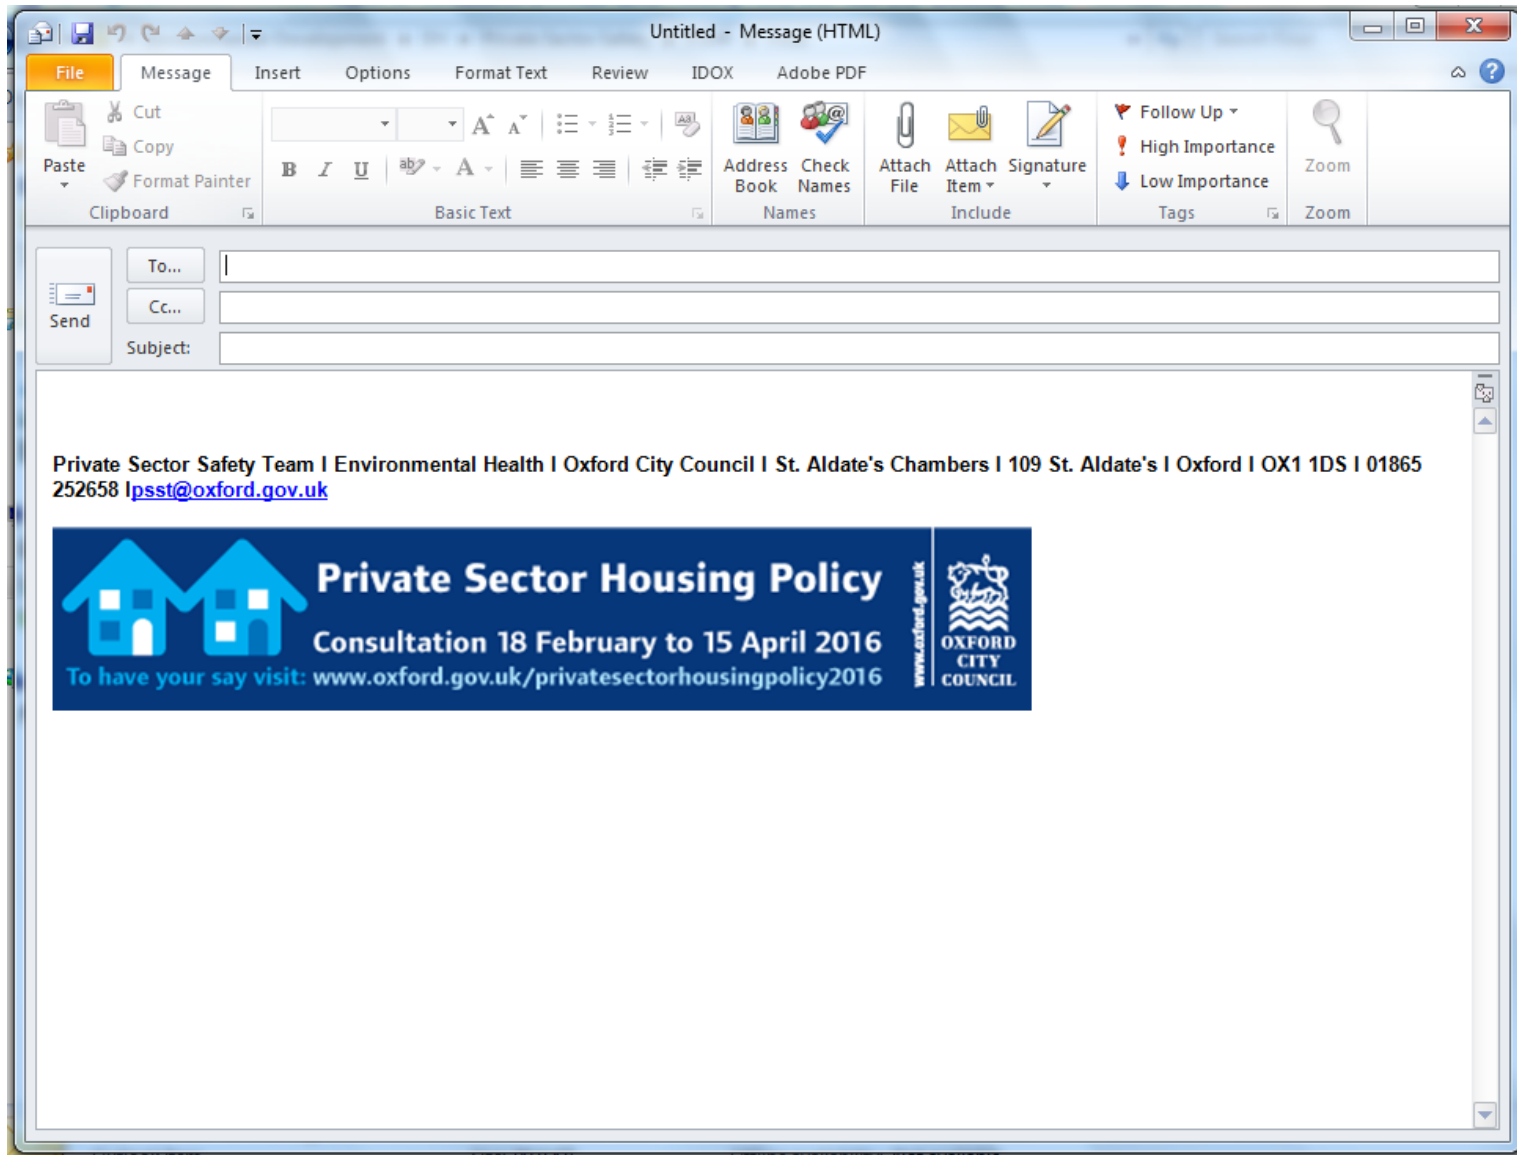 Untitled - Message (HTML)
File Message Insert Options Format Text Review IDOX Adobe PDF
Paste
Cut
Copy
Format Painter
Clipboard
B I U
Basic Text
Address Book
Check Names
Names
Attach File
Attach Item
Signature
Include
Follow Up
High Importance
Low Importance
Tags
Zoom
Zoom
Send
To...
Cc...
Subject:
Private Sector Safety Team I Environmental Health I Oxford City Council I St. Aldate's Chambers I 109 St. Aldate's I Oxford I OX1 1DS I 01865
252658 Ipsst@oxford.gov.uk
Private Sector Housing Policy
Consultation 18 February to 15 April 2016
To have your say visit: www.oxford.gov.uk/privatesectorhousingpolicy2016
www.oxford.gov.uk
OXFORD
CITY
COUNCIL